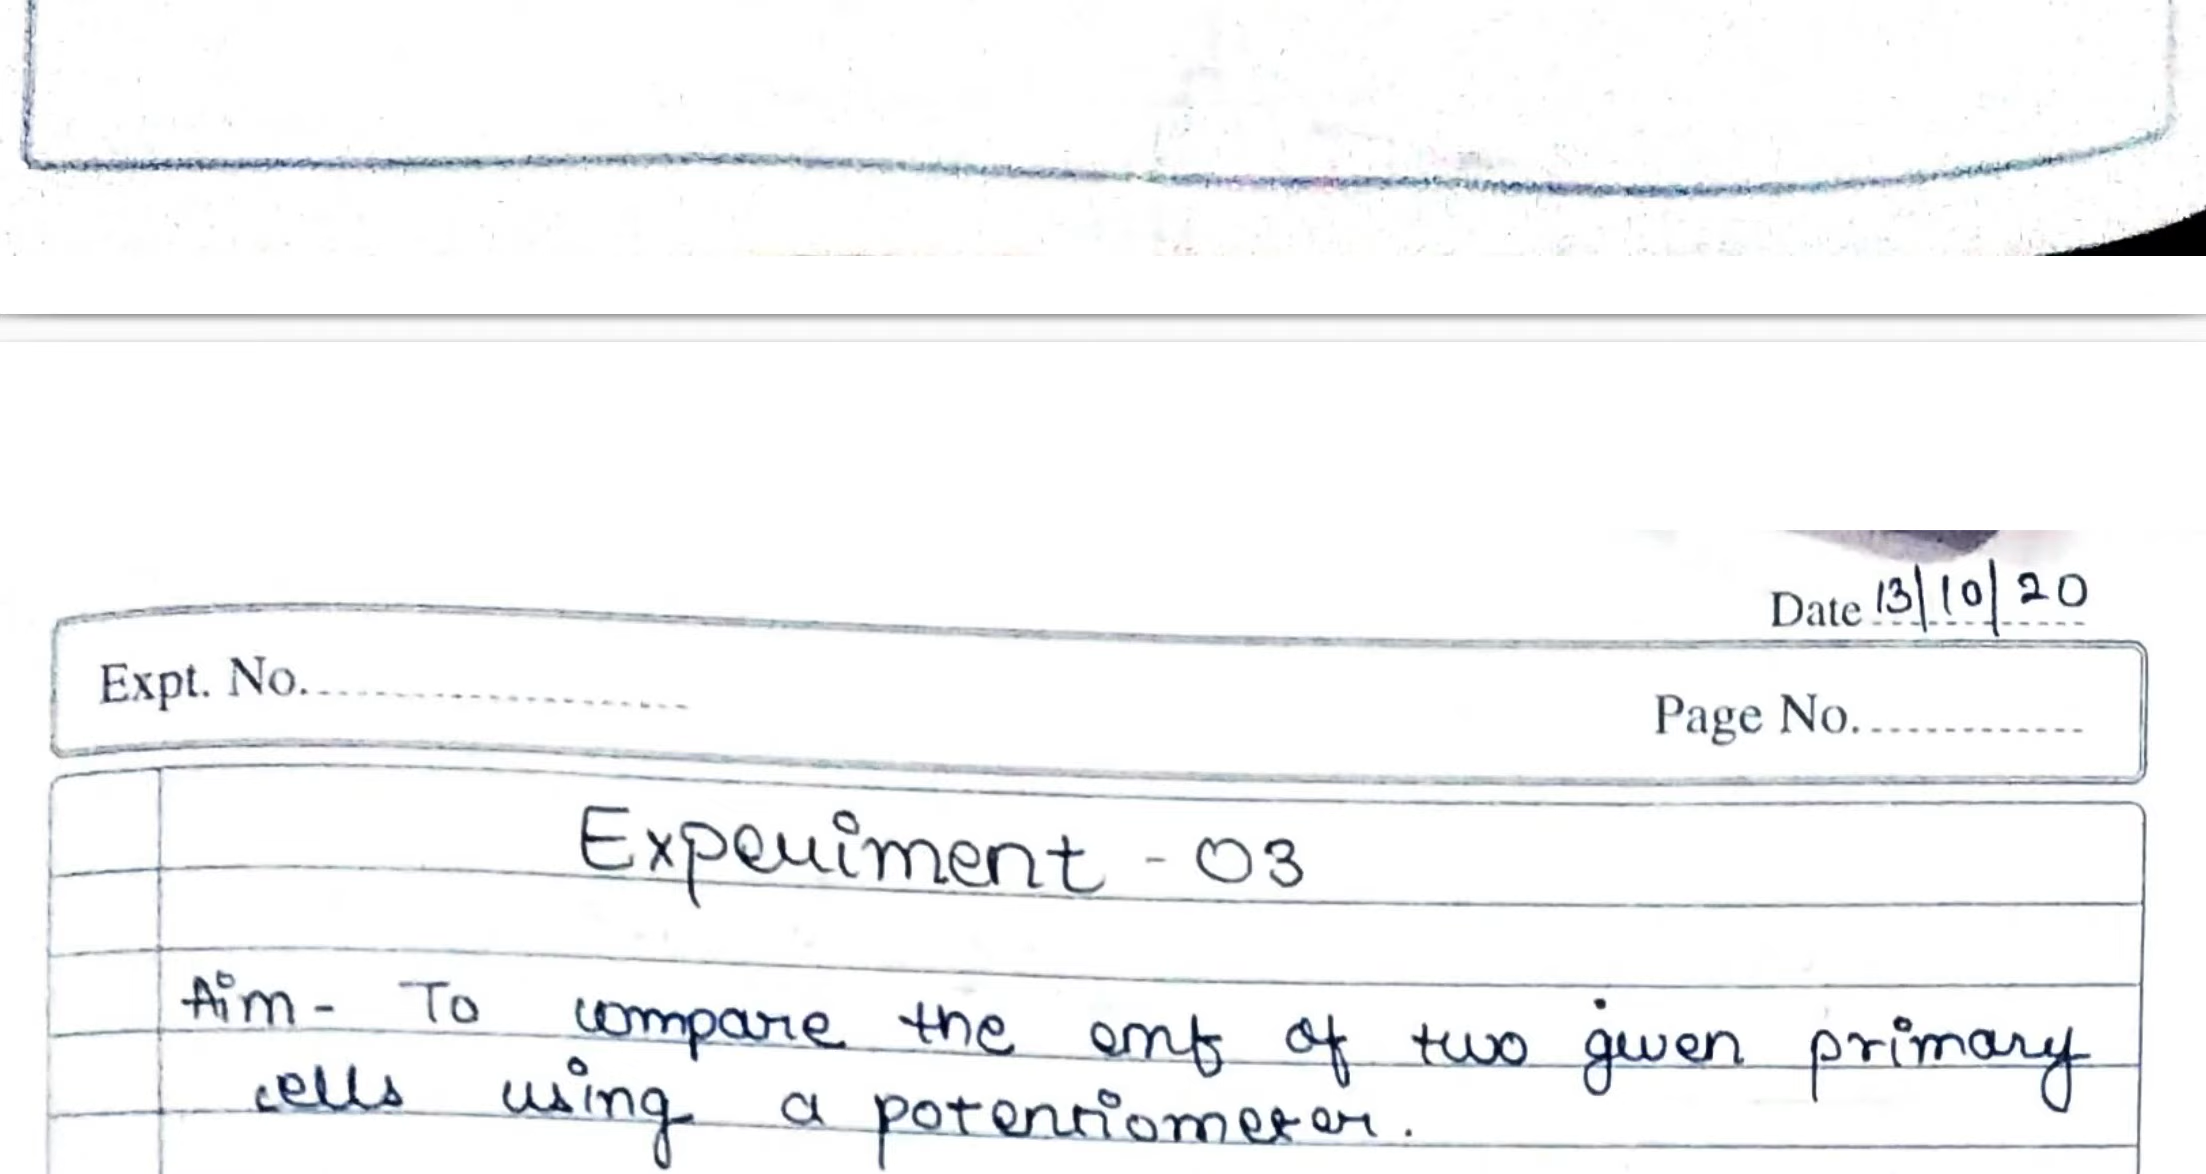 Date 13/10/20
Expt. No.
Page No.
Experiment - 03
Aim - To compare the emf of two given primary
cells using a potentiometer.